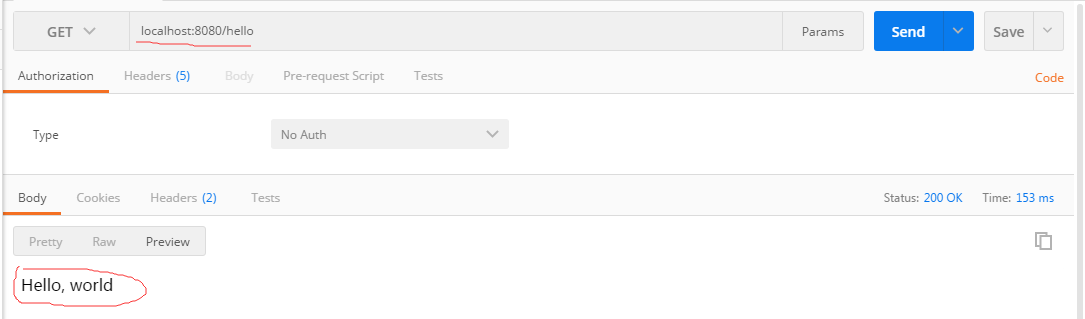 GET localhost:8080/hello Params Send Save
Authorization Headers (5) Body Pre-request Script Tests Code
Type No Auth
Body Cookies Headers (2) Tests Status: 200 OK Time: 153 ms
Pretty Raw Preview
Hello, world